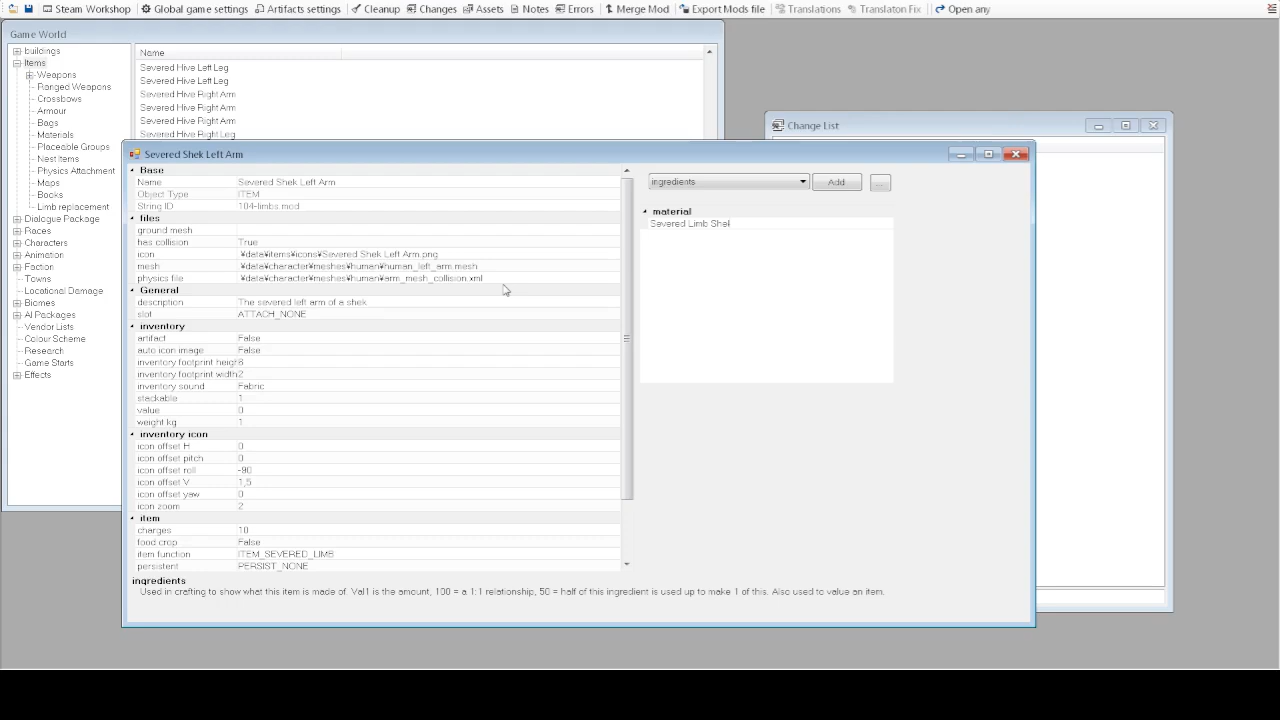 Steam Workshop Global game settings Artifacts settings Cleanup Changes Assets Notes Errors Merge Mod Export Mods file Translations Translaton Fix Open any
Game World
buildings
Items
Weapons
Ranged Weapons
Crossbows
Armour
Bags
Materials
Placeable Groups
Nest Items
Physics Attachment
Maps
Books
Limb replacement
Dialogue Package
Races
Characters
Animation
Faction
Towns
Locational Damage
Biomes
AI Packages
Vendor Lists
Colour Scheme
Research
Game Starts
Effects
Name
Severed Hive Left Leg
Severed Hive Left Leg
Severed Hive Right Arm
Severed Hive Right Arm
Severed Hive Right Leg
Change List
Severed Shek Left Arm
Base
Name Severed Shek Left Arm
Object Type ITEM
String ID 104-limbs.mod
files
ground mesh
has collision True
icon .\data\items\icons\Severed Shek Left Arm.png
mesh .\data\character\meshes\human\human_left_arm.mesh
physics file .\data\character\meshes\human\arm_mesh_collision.xml
General
description The severed left arm of a shek.
slot ATTACH_NONE
inventory
artifact False
auto icon image False
inventory footprint height 8
inventory footprint width 2
inventory sound Fabric
stackable 1
value 0
weight kg 1
inventory icon
icon offset H 0
icon offset pitch 0
icon offset roll -90
icon offset V 1,5
icon offset yaw 0
icon zoom 2
item
charges 10
food crop False
item function ITEM_SEVERED_LIMB
persistent PERSIST_NONE
ingredients Add ...
material
Severed Limb Shek
ingredients
Used in crafting to show what this item is made of. Val1 is the amount, 100 = a 1:1 relationship, 50 = half of this ingredient is used up to make 1 of this. Also used to value an item.